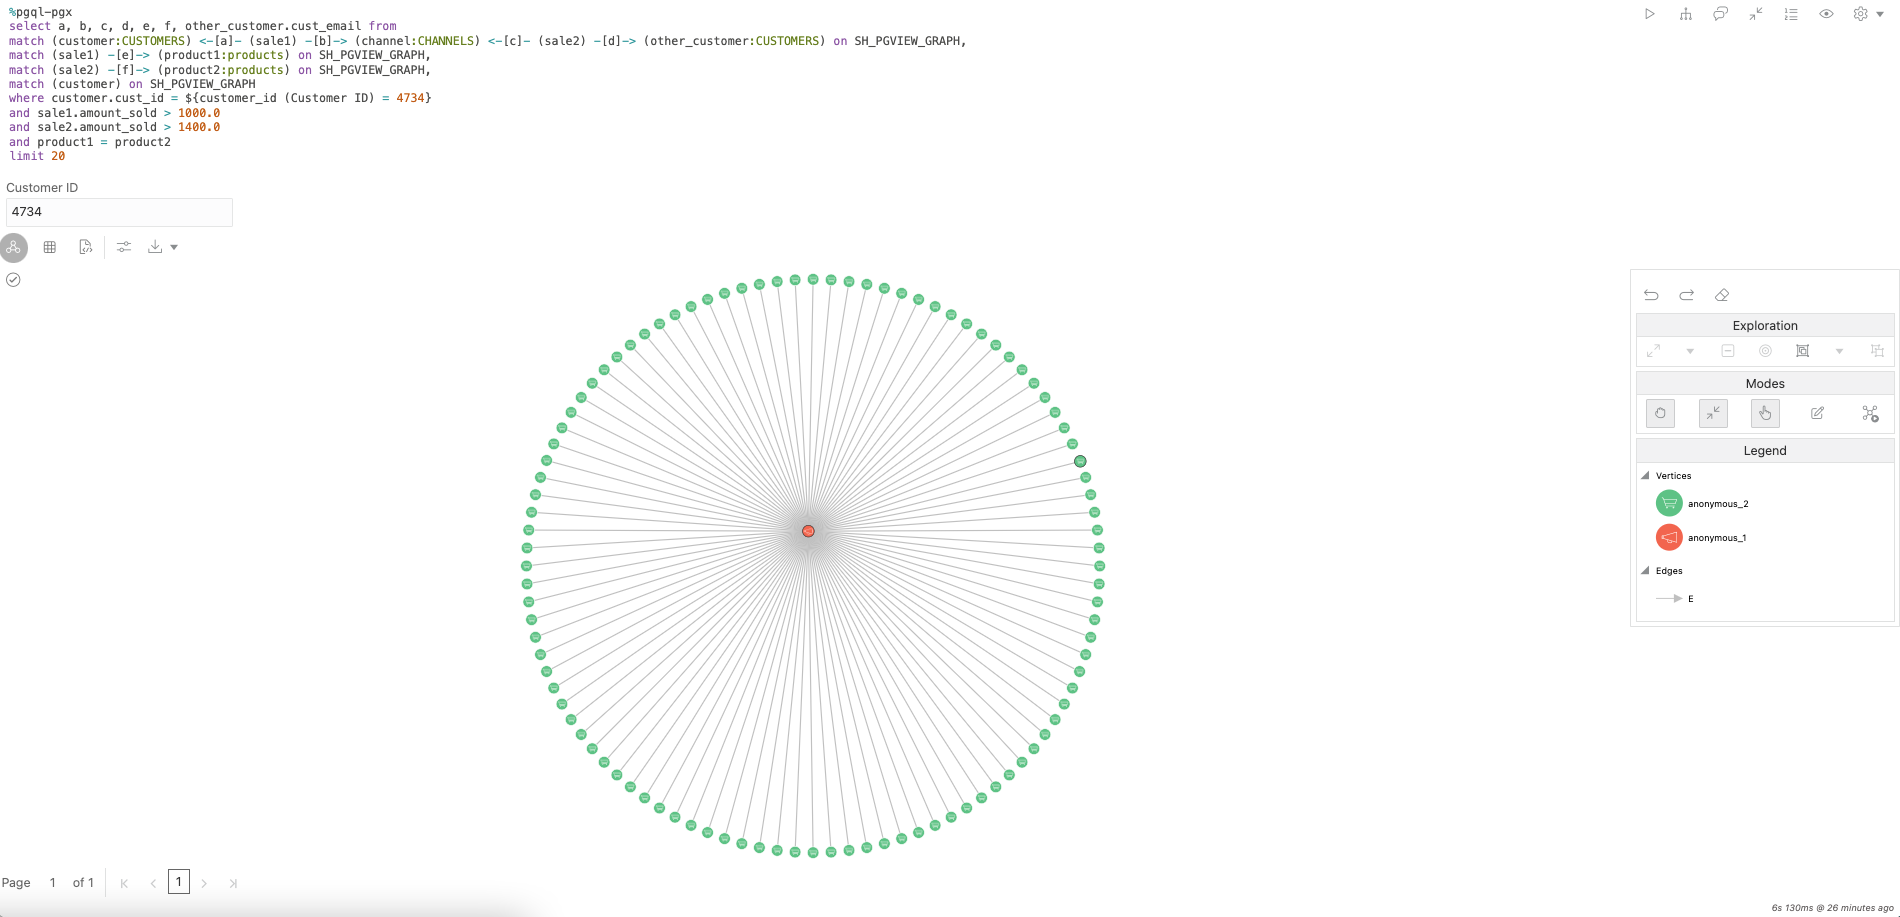 %pgql-pgx
select a, b, c, d, e, f, other_customer.cust_email from
match (customer:CUSTOMERS) <-[a]- (sale1) -[b]-> (channel:CHANNELS) <-[c]- (sale2) -[d]-> (other_customer:CUSTOMERS) on SH_PGVIEW_GRAPH,
match (sale1) -[e]-> (product1:products) on SH_PGVIEW_GRAPH,
match (sale2) -[f]-> (product2:products) on SH_PGVIEW_GRAPH,
match (customer) on SH_PGVIEW_GRAPH
where customer.cust_id = ${customer_id (Customer ID) = 4734}
and sale1.amount_sold > 1000.0
and sale2.amount_sold > 1400.0
and product1 = product2
limit 20
Customer ID
4734
Exploration
Modes
Legend
Vertices
anonymous_2
anonymous_1
Edges
E
Page 1 of 1 1
6s 130ms @ 26 minutes ago